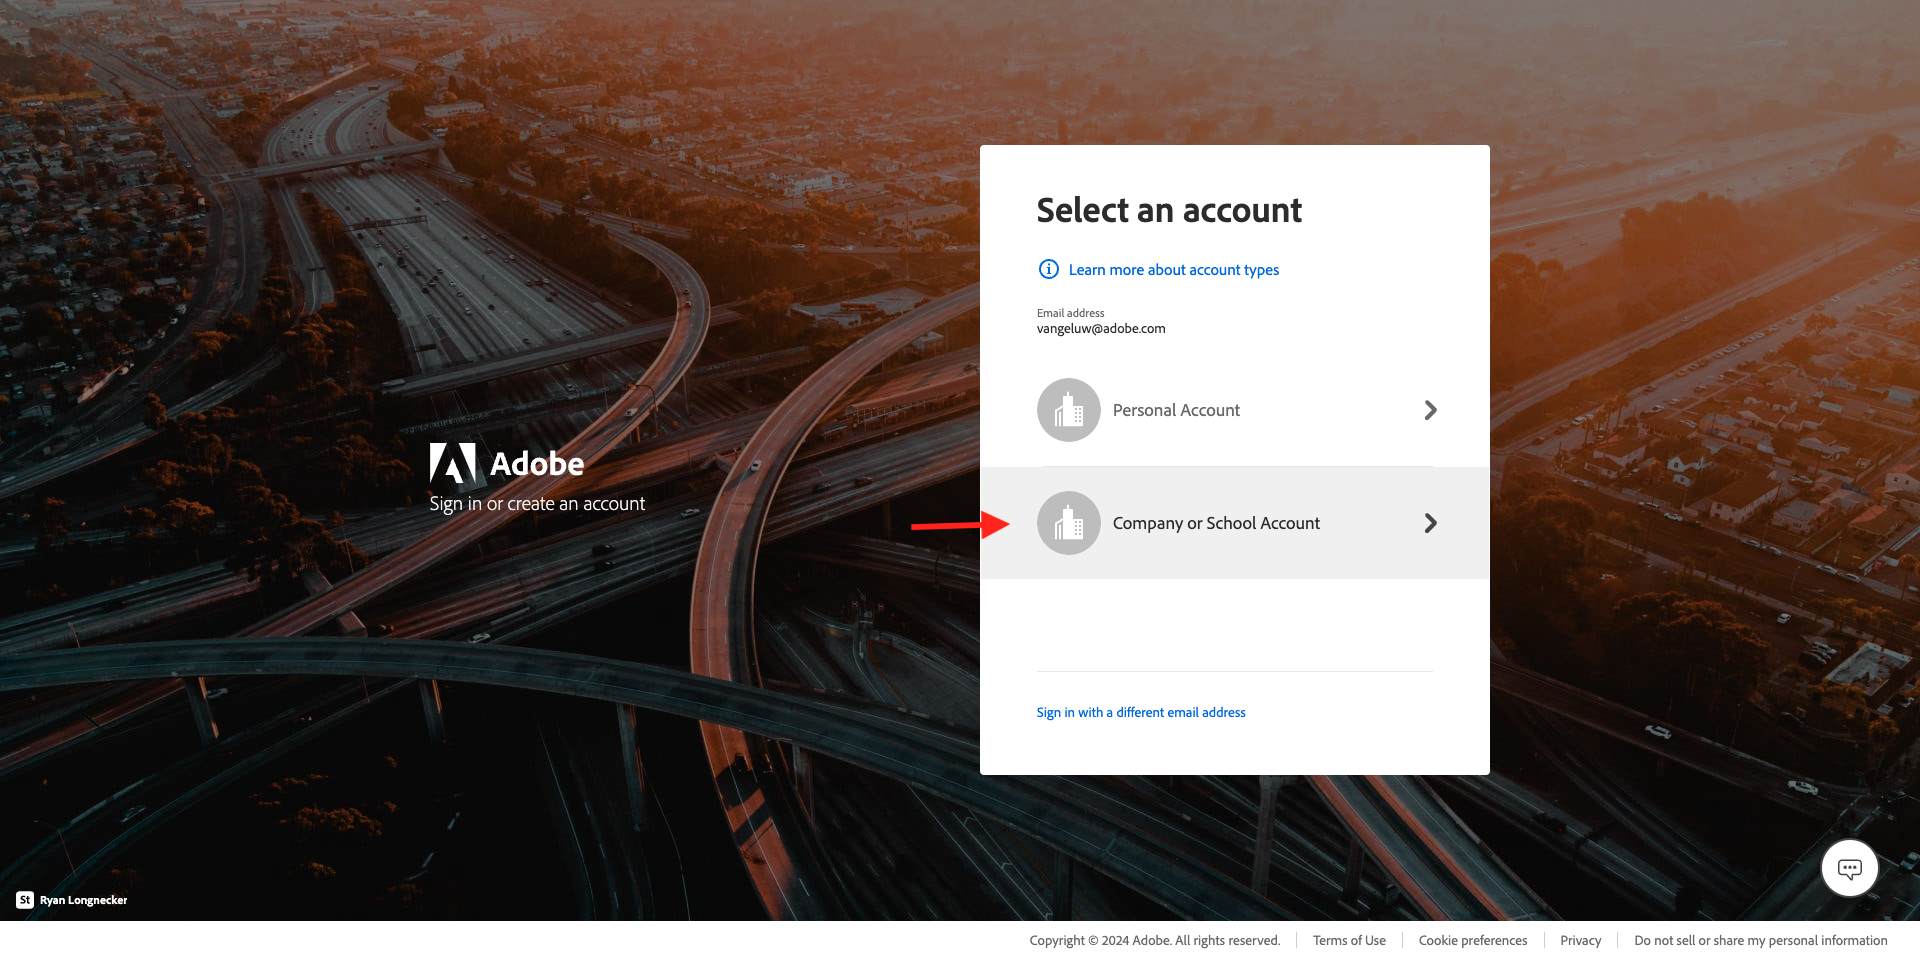 Adobe
Sign in or create an account
Select an account
Learn more about account types
Email address
vangeluw@adobe.com
Personal Account
Company or School Account
Sign in with a different email address
St Ryan Longnecker
Copyright © 2024 Adobe. All rights reserved.
Terms of Use
Cookie preferences
Privacy
Do not sell or share my personal information